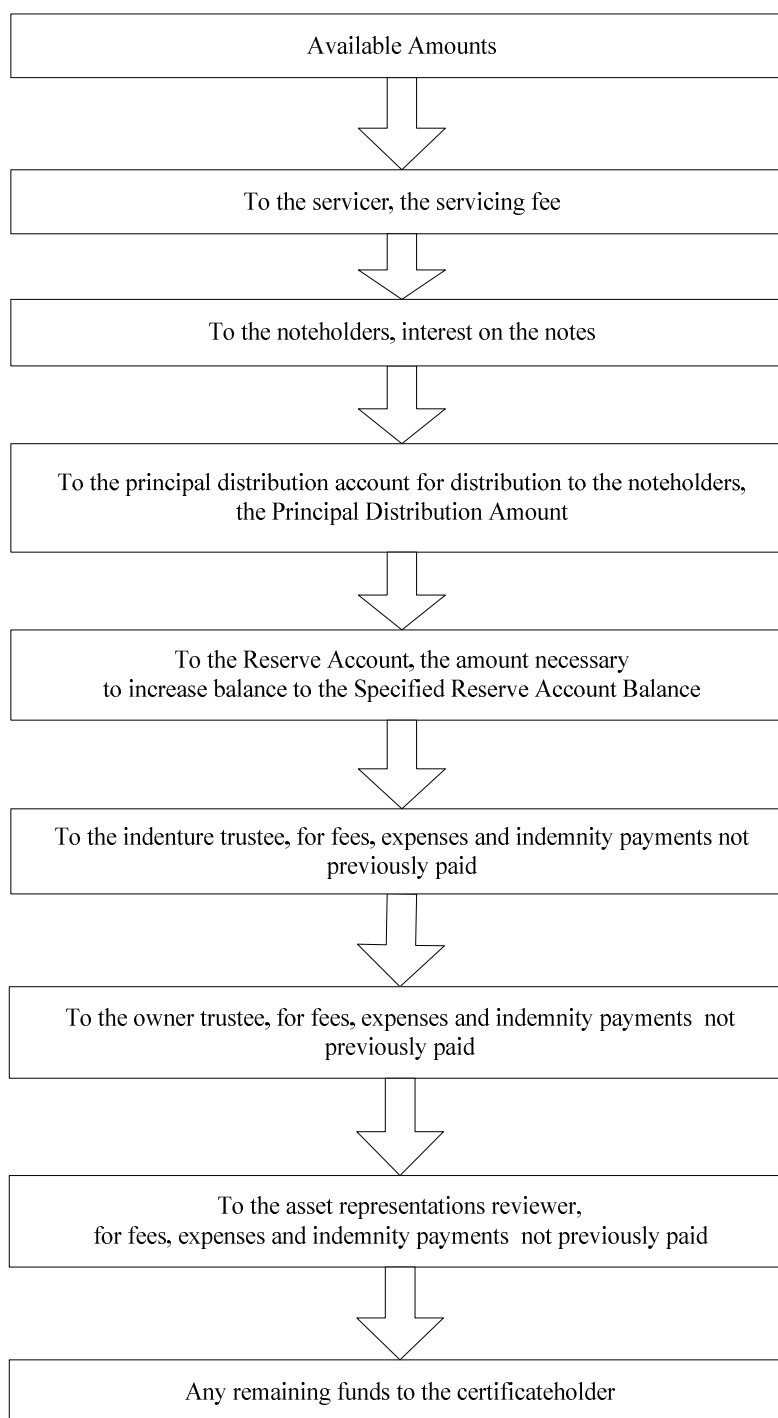 Available Amounts
To the servicer, the servicing fee
To the noteholders, interest on the notes
To the principal distribution account for distribution to the noteholders,
the Principal Distribution Amount
To the Reserve Account, the amount necessary
to increase balance to the Specified Reserve Account Balance
To the indenture trustee, for fees, expenses and indemnity payments not
previously paid
To the owner trustee, for fees, expenses and indemnity payments  not
previously paid
To the asset representations reviewer,
for fees, expenses and indemnity payments  not previously paid
Any remaining funds to the certificateholder